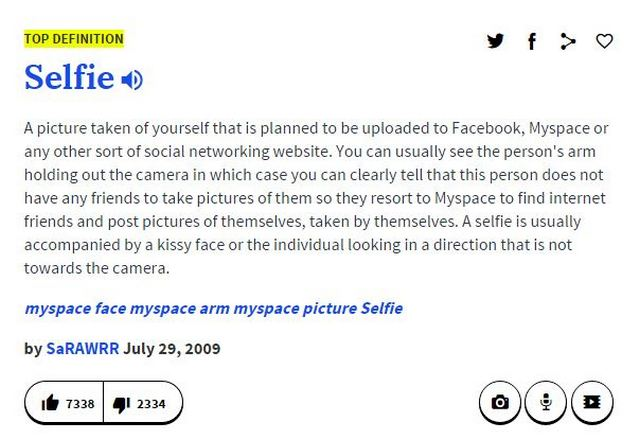 TOP DEFINITION
Selfie
A picture taken of yourself that is planned to be uploaded to Facebook, Myspace or
any other sort of social networking website. You can usually see the person's arm
holding out the camera in which case you can clearly tell that this person does not
have any friends to take pictures of them so they resort to Myspace to find internet
friends and post pictures of themselves, taken by themselves. A selfie is usually
accompanied by a kissy face or the individual looking in a direction that is not
towards the camera.
myspace face myspace arm myspace picture Selfie
by SaRAWRR July 29, 2009
7338 2334